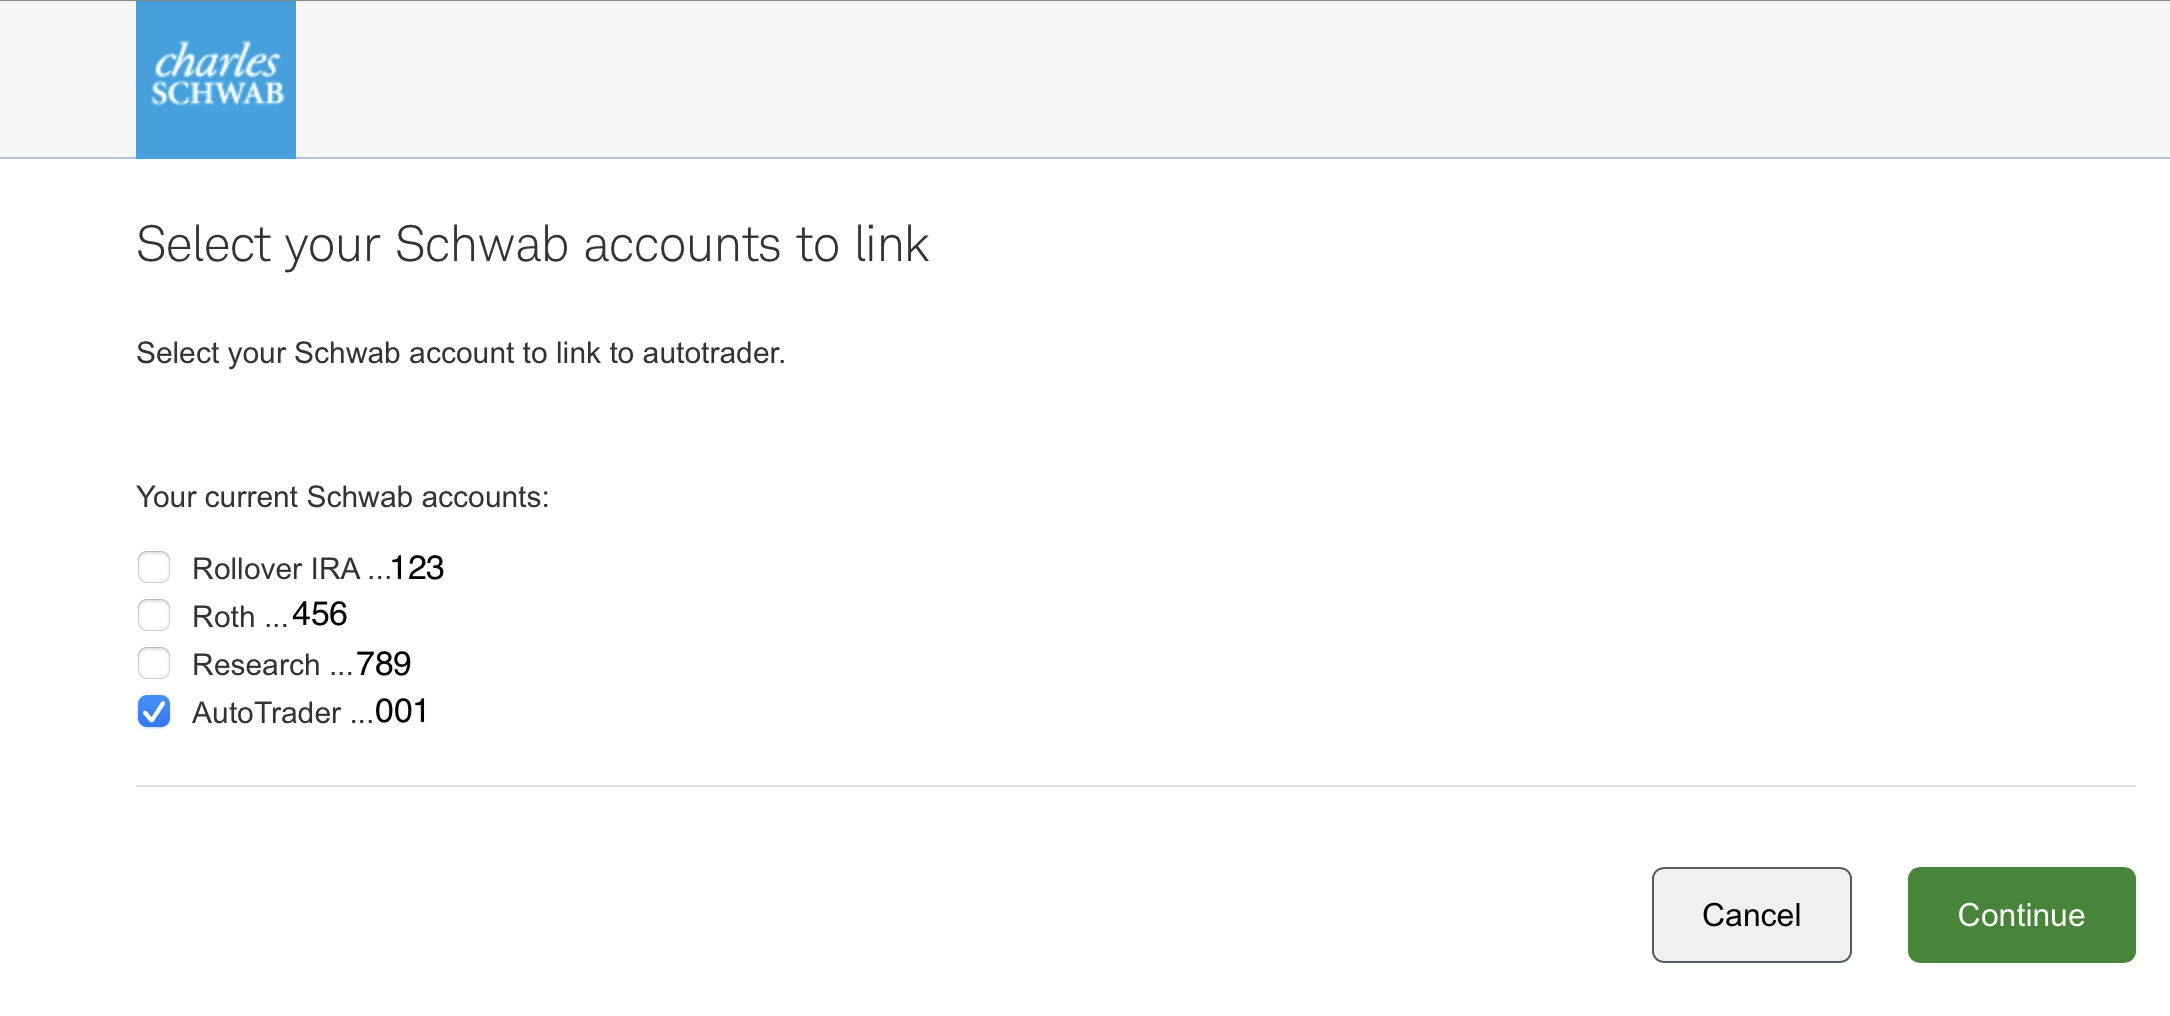 charles
SCHWAB
Select your Schwab accounts to link
Select your Schwab account to link to autotrader.
Your current Schwab accounts:
Rollover IRA ...123
Roth ...456
Research ...789
AutoTrader ...001
Cancel
Continue